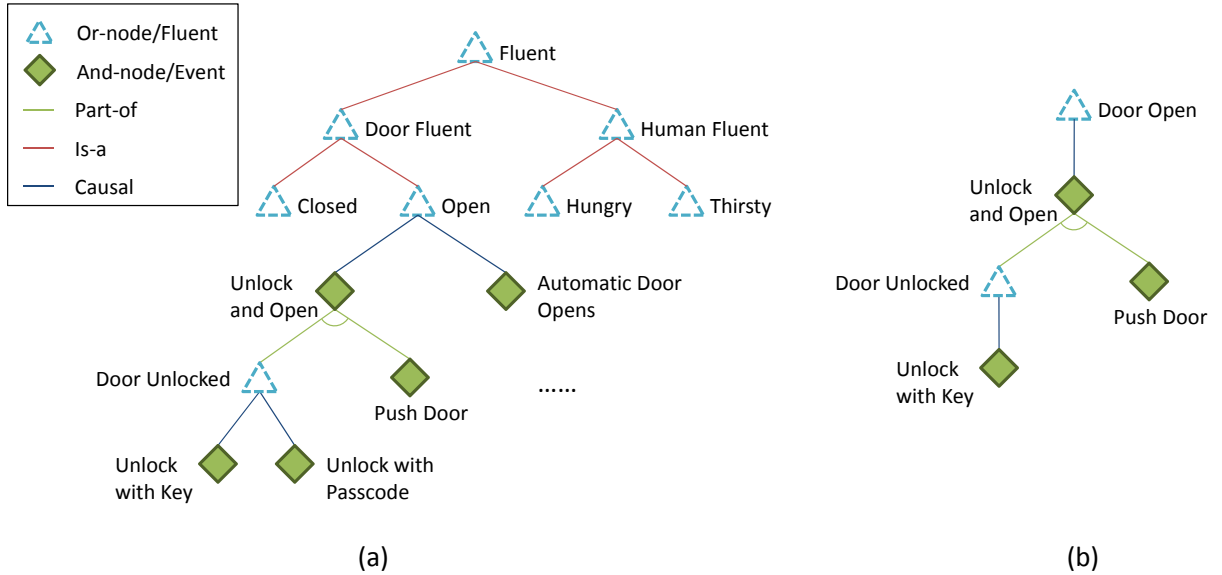 Or-node/Fluent
And-node/Event
Part-of
Is-a
Causal
Fluent
Door Fluent
Human Fluent
Closed
Open
Hungry
Thirsty
Unlock
and Open
Automatic Door
Opens
Door Unlocked
Push Door
......
Unlock
with Key
Unlock with
Passcode
(a)
Door Open
Unlock
and Open
Door Unlocked
Push Door
Unlock
with Key
(b)